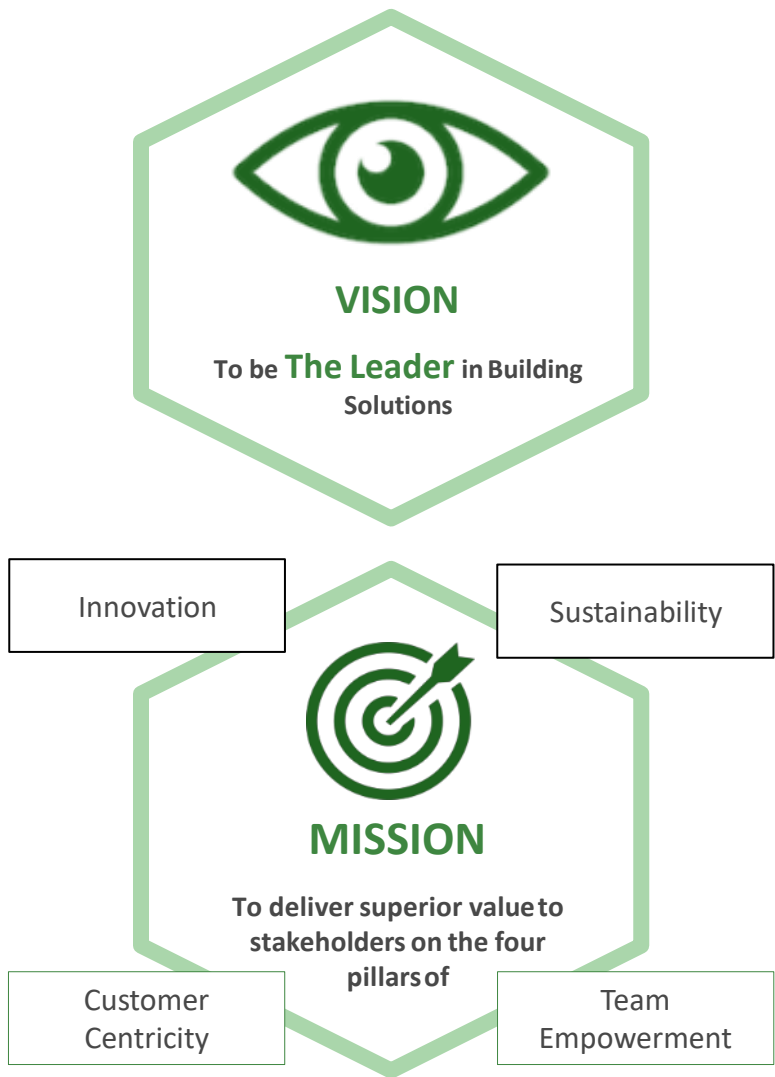 VISION
To be The Leader in Building
Solutions
Innovation
Sustainability
MISSION
To deliver superior value to
stakeholders on the four
pillars of
Customer
Centricity
Team
Empowerment